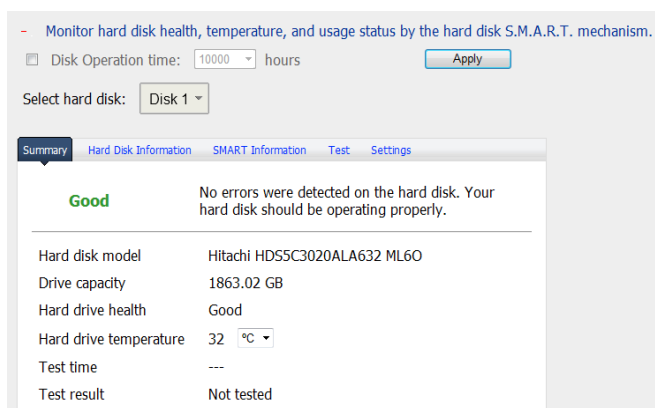 - Monitor hard disk health, temperature, and usage status by the hard disk S.M.A.R.T. mechanism.
Disk Operation time: 10000 hours Apply
Select hard disk: Disk 1
Summary Hard Disk Information SMART Information Test Settings
Good No errors were detected on the hard disk. Your
hard disk should be operating properly.
Hard disk model Hitachi HDS5C3020ALA632 ML6O
Drive capacity 1863.02 GB
Hard drive health Good
Hard drive temperature 32 °C
Test time ---
Test result Not tested